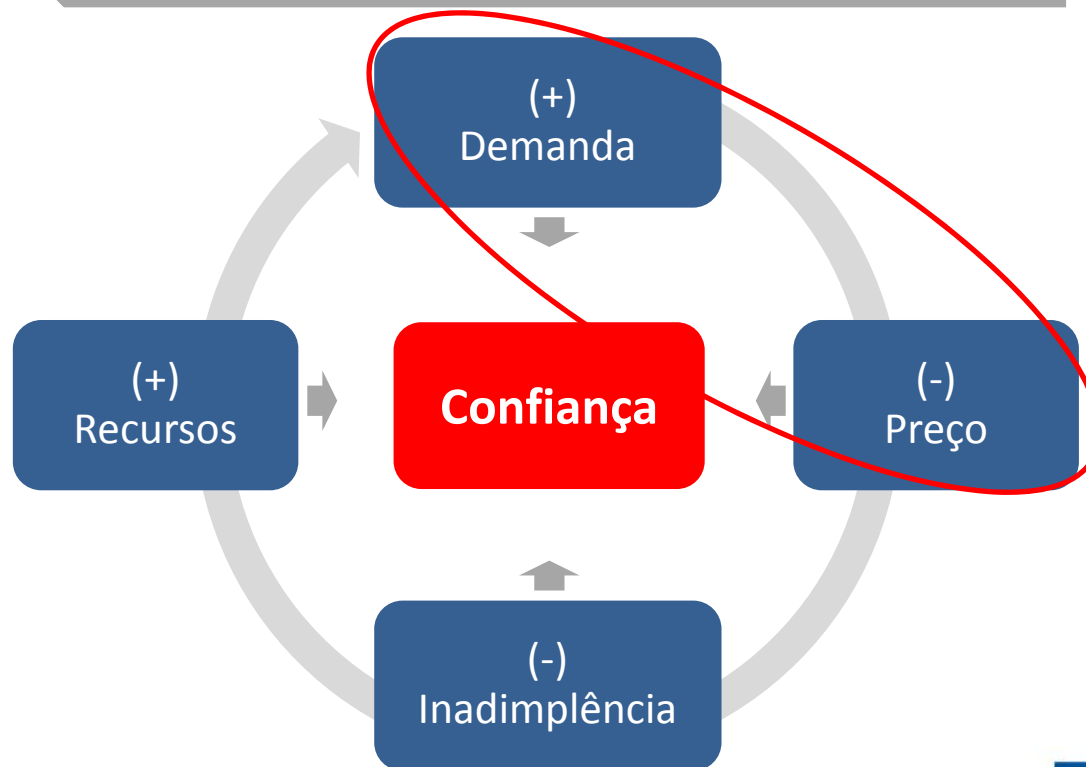 (+)
Demanda
(+)
Recursos
Confiança
(-)
Preço
(-)
Inadimplência